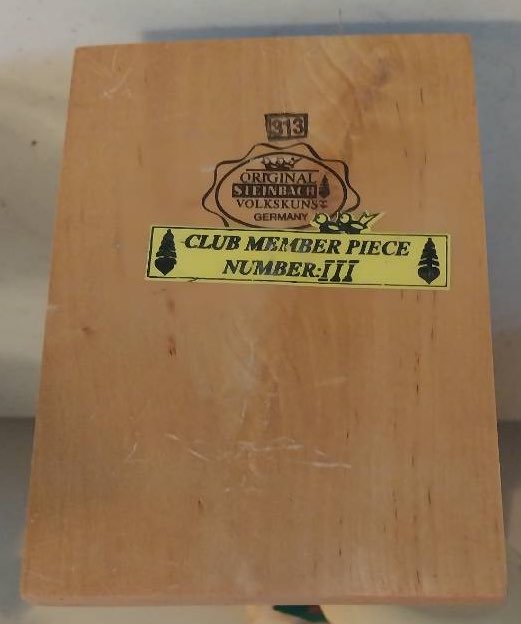 313
ORIGINAL
STEINBACH
VOLKSKUNST
GERMANY
CLUB MEMBER PIECE
NUMBER:III